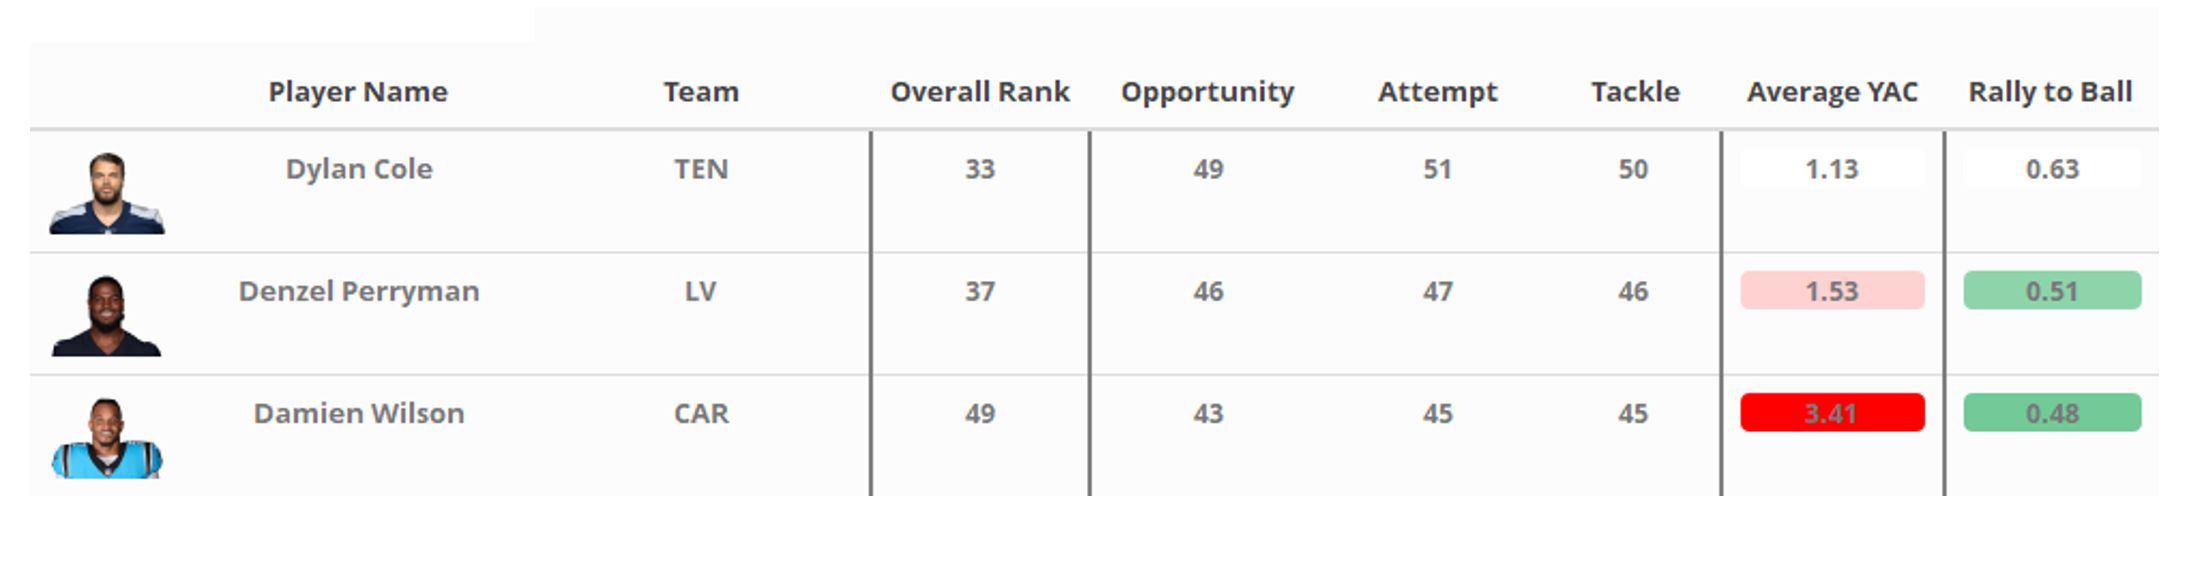 Player Name Team Overall Rank Opportunity Attempt Tackle Average YAC Rally to Ball
Dylan Cole TEN 33 49 51 50 1.13 0.63
Denzel Perryman LV 37 46 47 46 1.53 0.51
Damien Wilson CAR 49 43 45 45 3.41 0.48